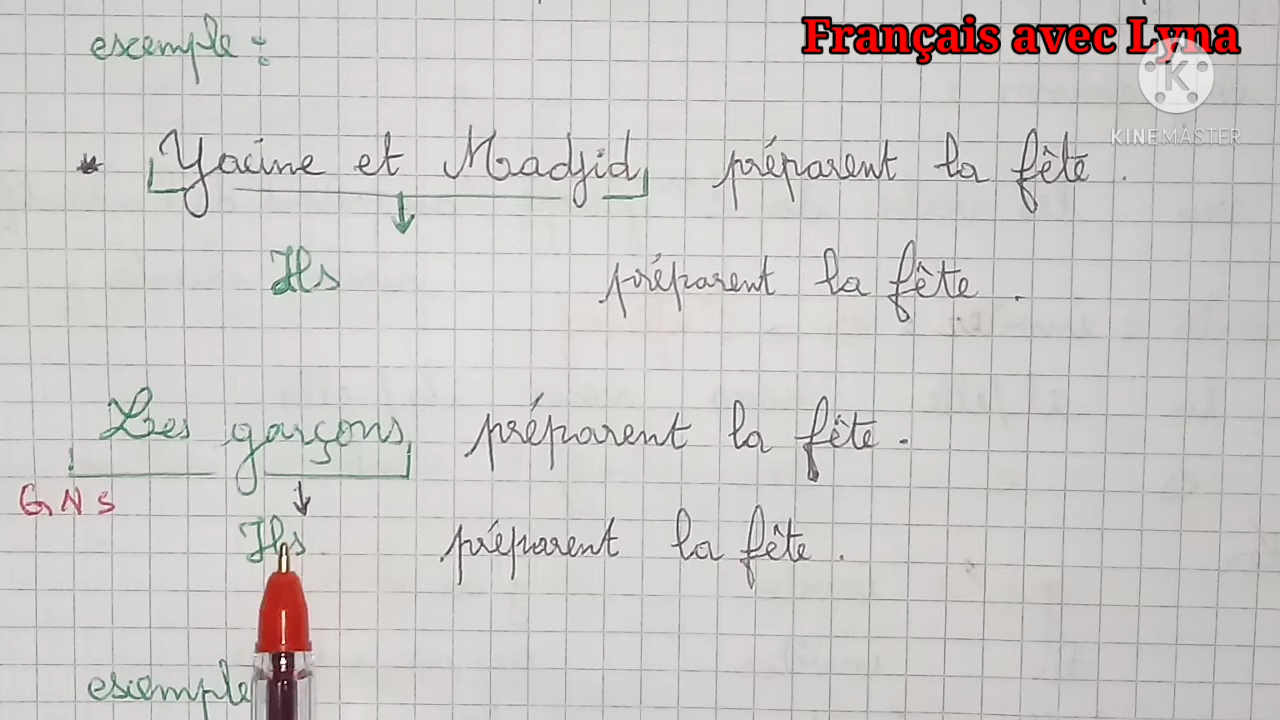 Français avec Lyna
exemple :
KINEMASTER
* Yacine et Madjid préparent la fête .
Ils préparent la fête .
Les garçons préparent la fête .
G N S
Ils préparent la fête .
exemple